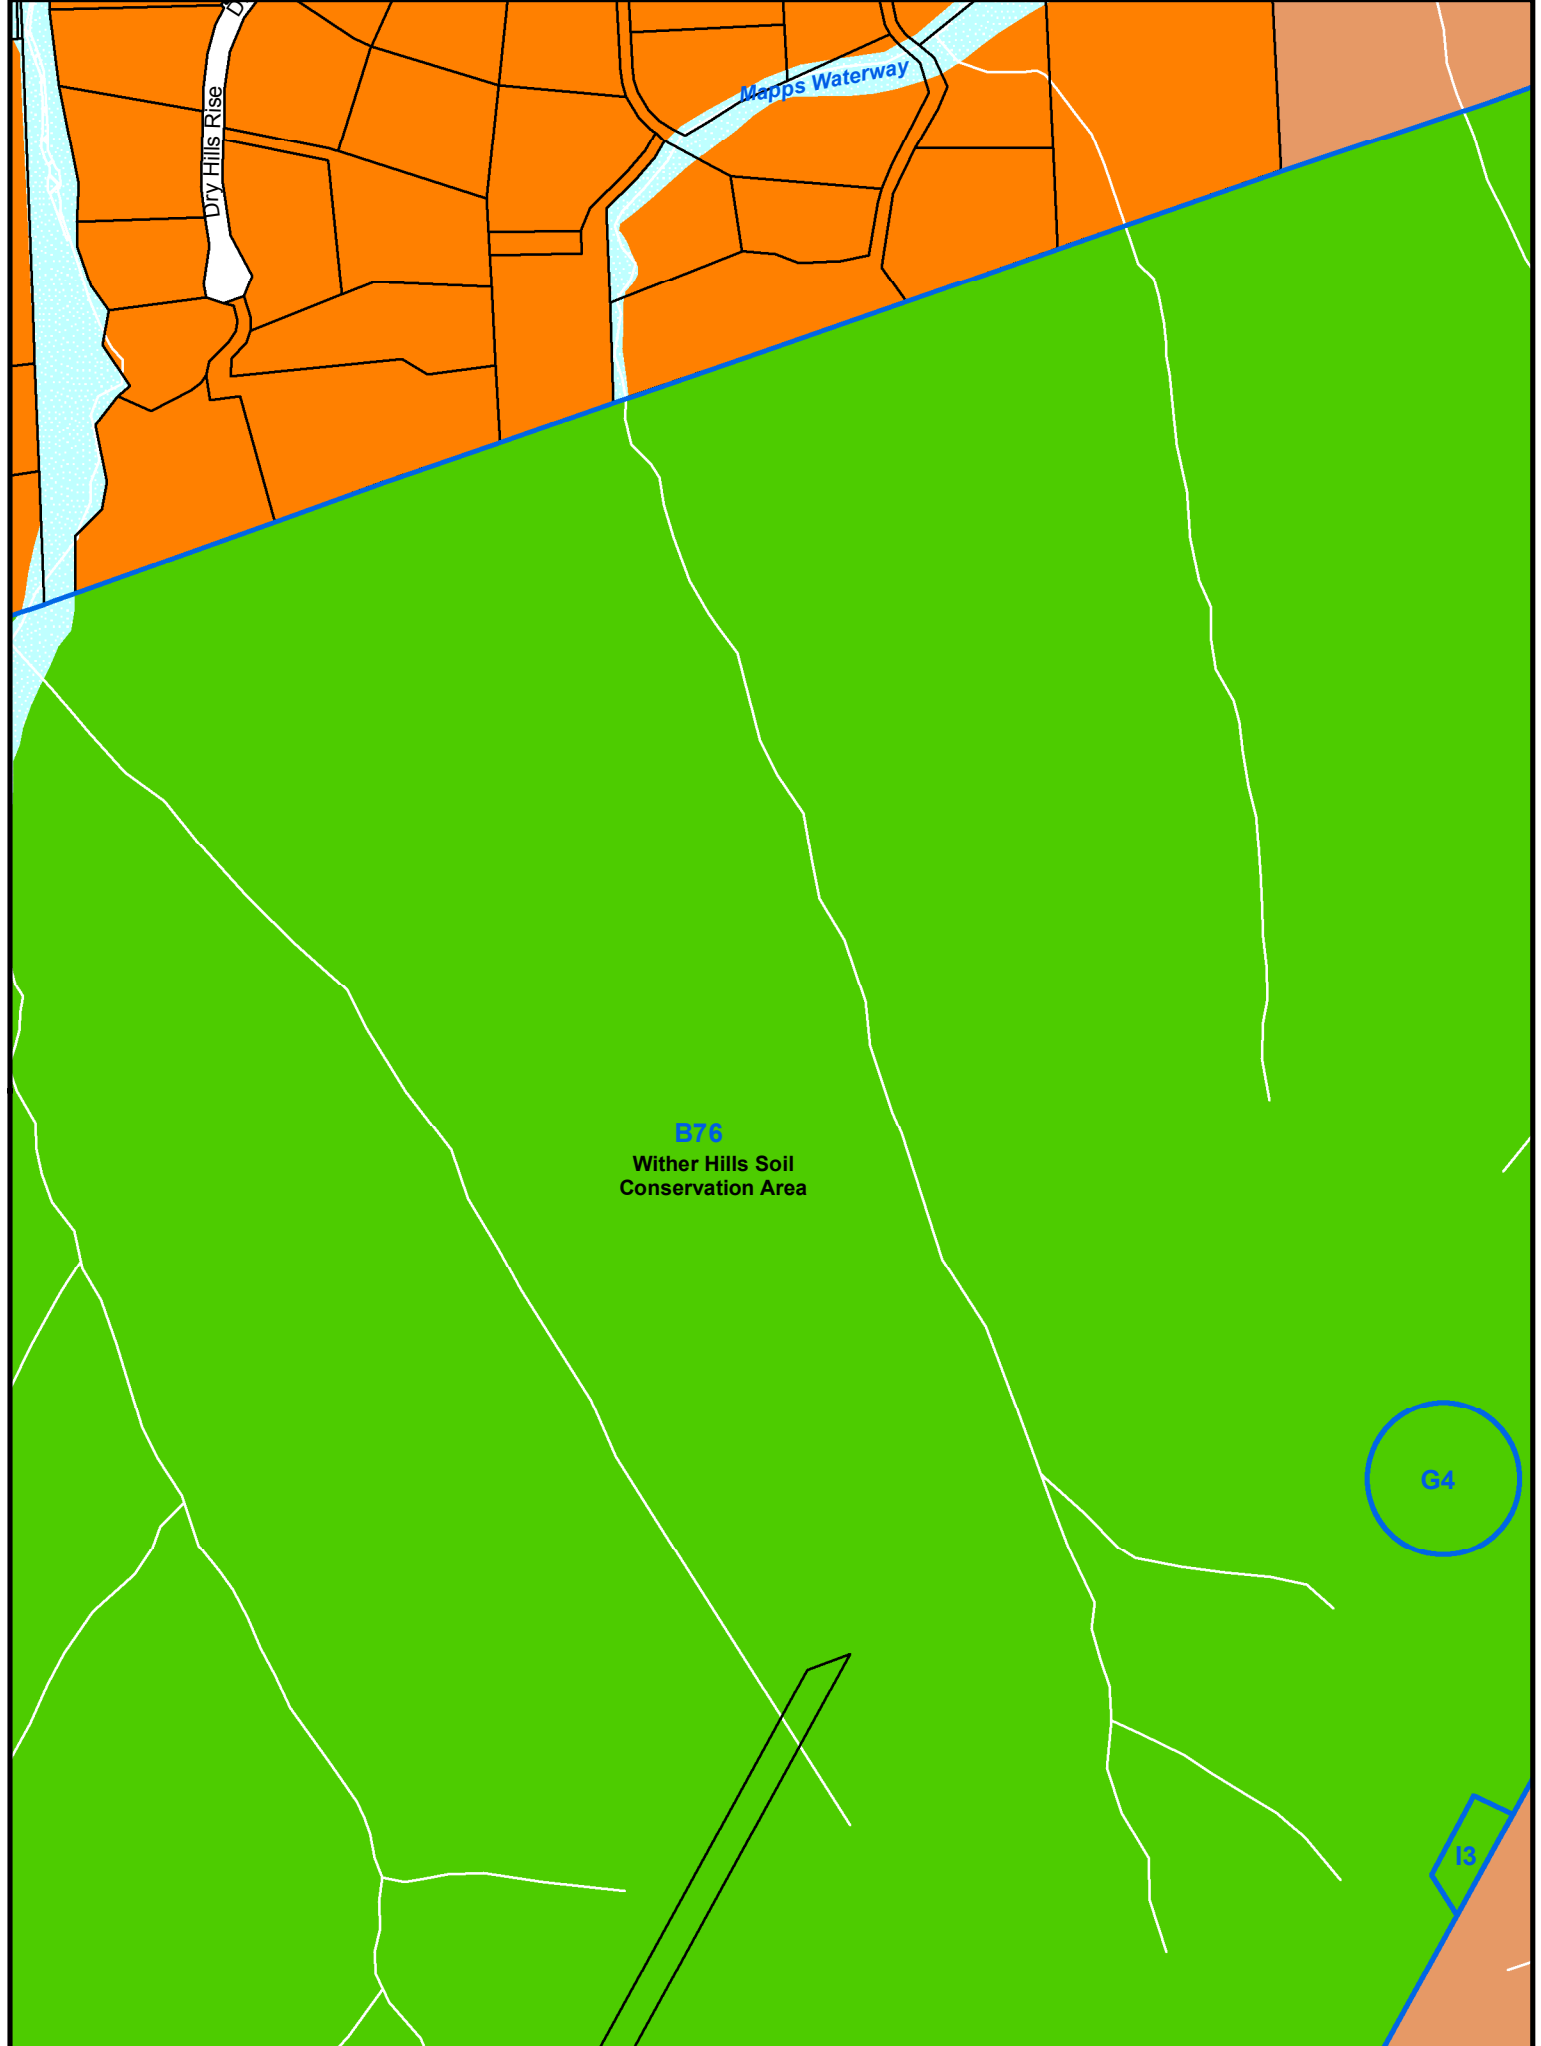 Mapps Waterway
Dry Hills Rise
D
B76
Wither Hills Soil
Conservation Area
G4
I3